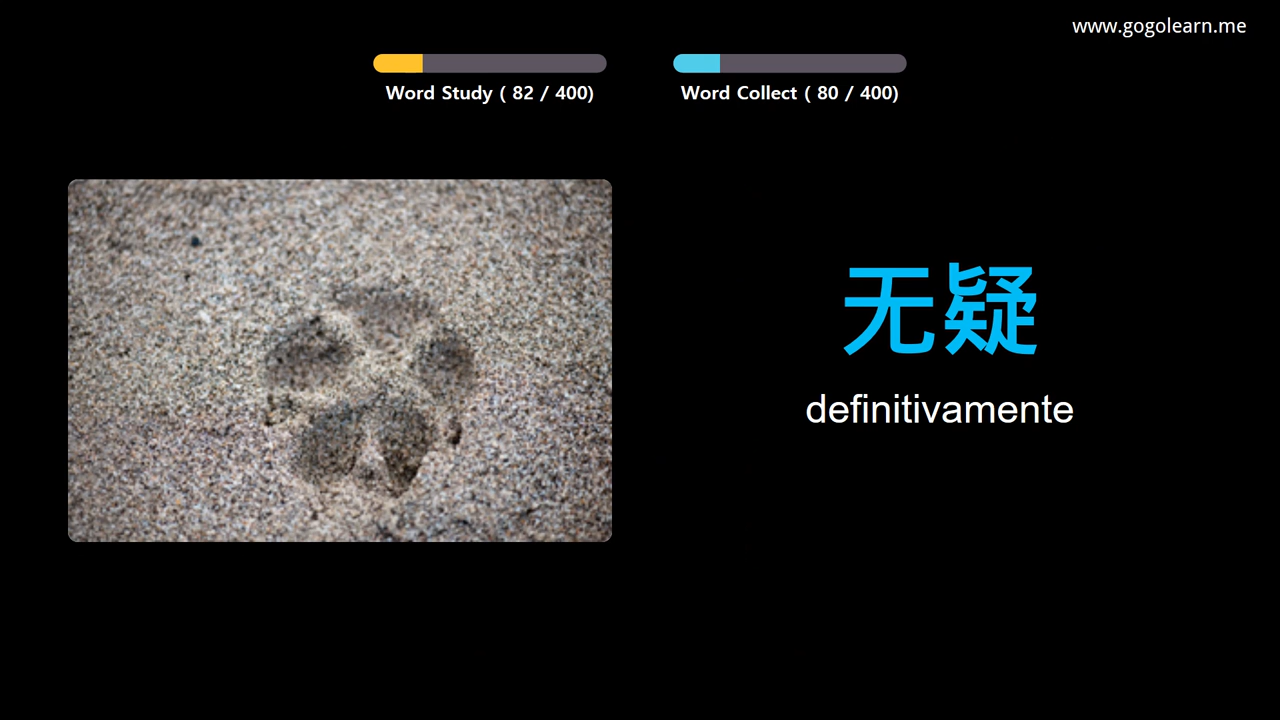 www.gogolearn.me
Word Study ( 82 / 400)
Word Collect ( 80 / 400)
无疑
definitivamente